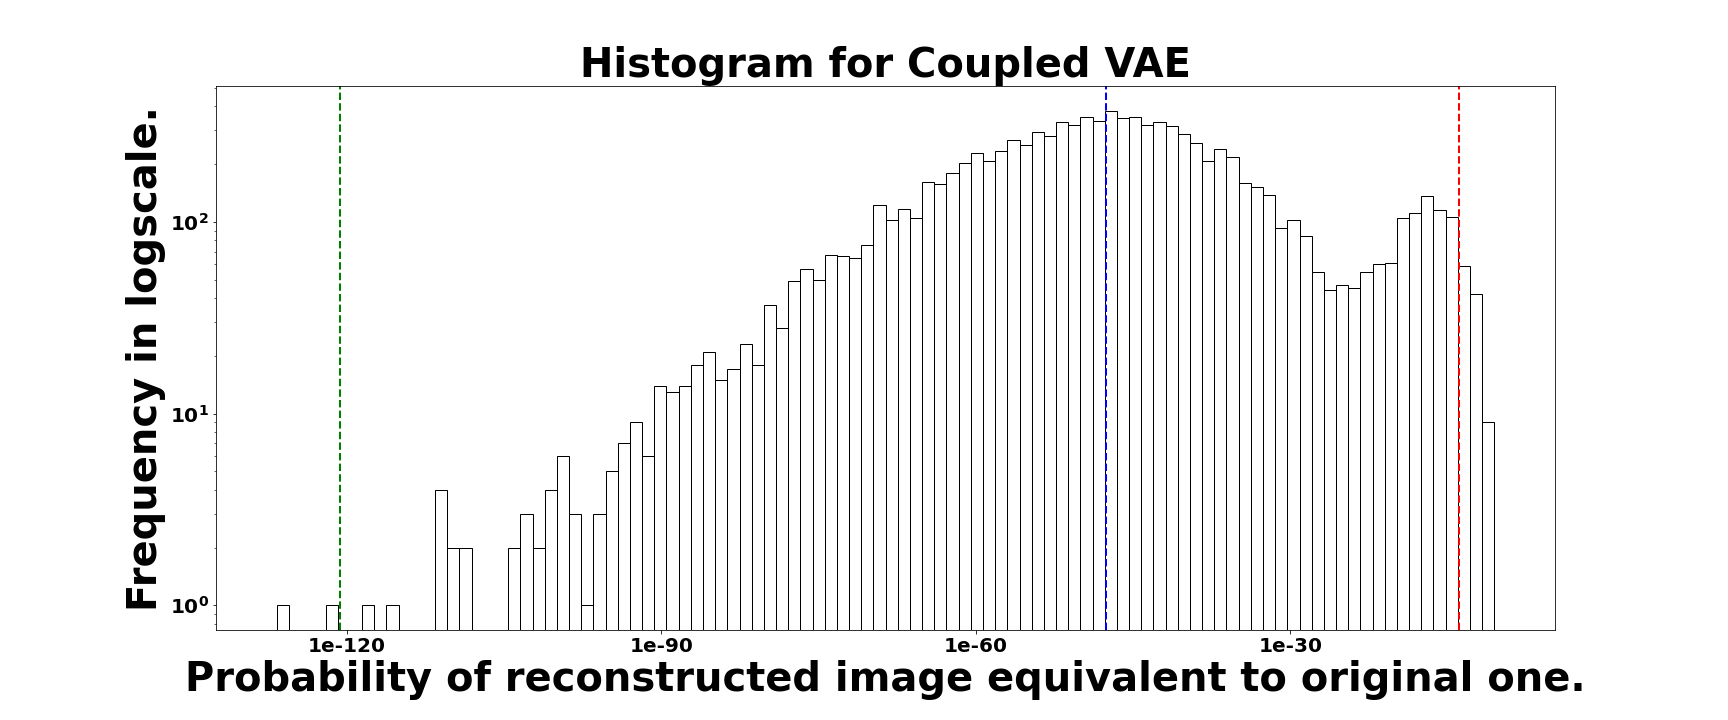 Histogram for Coupled VAE
Frequency in logscale.
10²
10¹
10⁰
1e-120 1e-90 1e-60 1e-30
Probability of reconstructed image equivalent to original one.